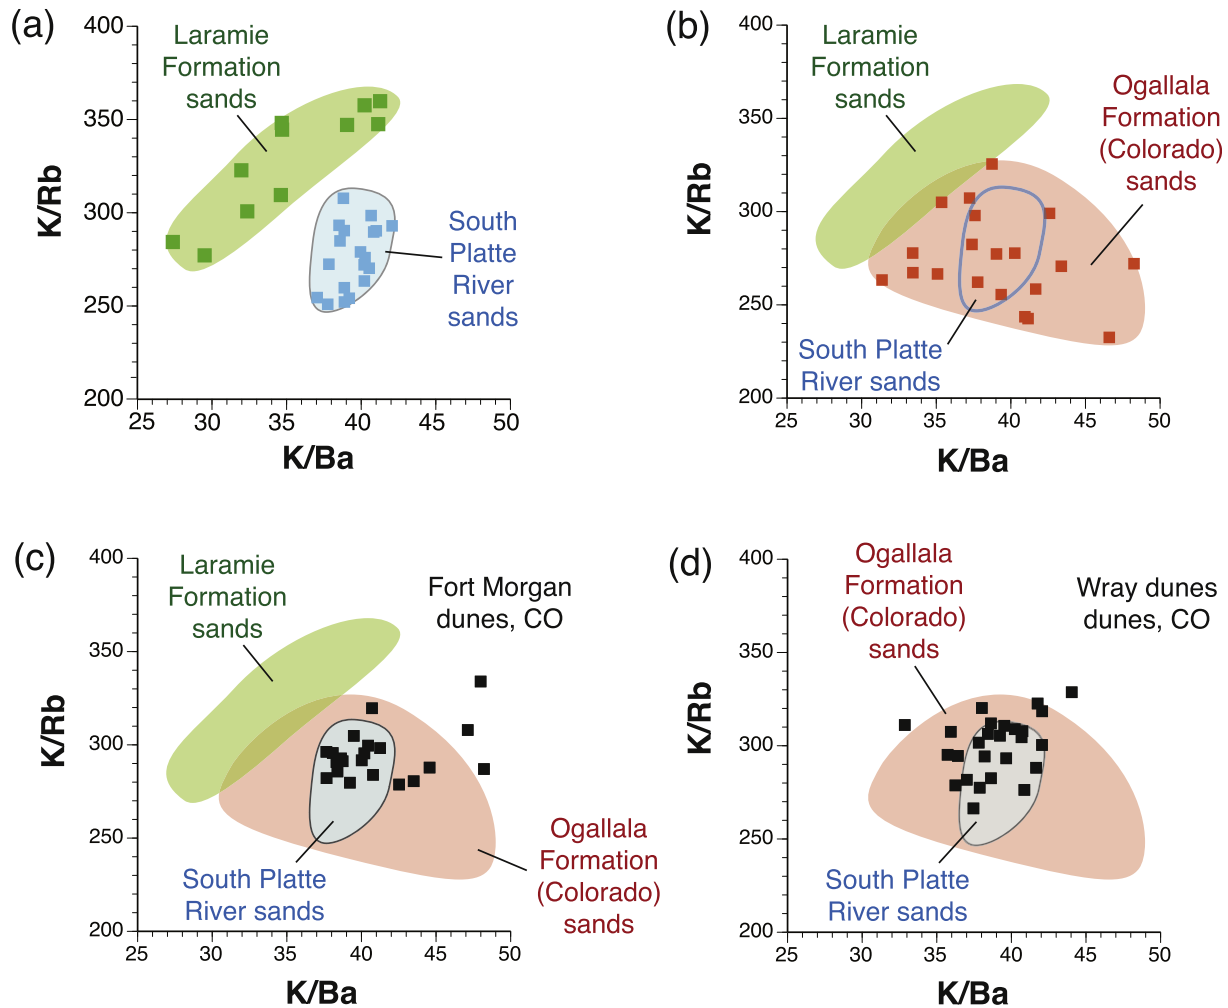 (a)
400
350
300
250
200
25 30 35 40 45 50
K/Rb
K/Ba
Laramie
Formation
sands
South
Platte
River
sands
(b)
400
350
300
250
200
25 30 35 40 45 50
K/Rb
K/Ba
Laramie
Formation
sands
Ogallala
Formation
(Colorado)
sands
South Platte
River sands
(c)
400
350
300
250
200
25 30 35 40 45 50
K/Rb
K/Ba
Laramie
Formation
sands
Fort Morgan
dunes, CO
South Platte
River sands
Ogallala
Formation
(Colorado)
sands
(d)
400
350
300
250
200
25 30 35 40 45 50
K/Rb
K/Ba
Ogallala
Formation
(Colorado)
sands
Wray dunes
dunes, CO
South Platte
River sands